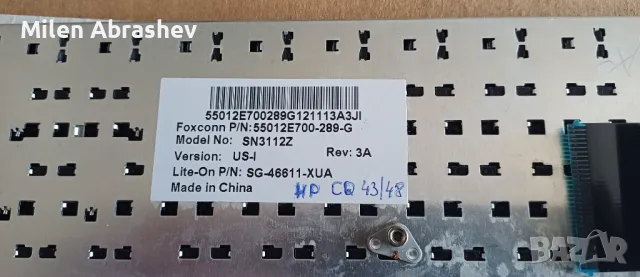 Milen Abrashev
55012E700289G121113A3JI
Foxconn P/N:55012E700-289-G
Model No: SN3112Z
Version: US-I Rev: 3A
Lite-On P/N: SG-46611-XUA
Made in China HP CQ 43/48
BAZAR